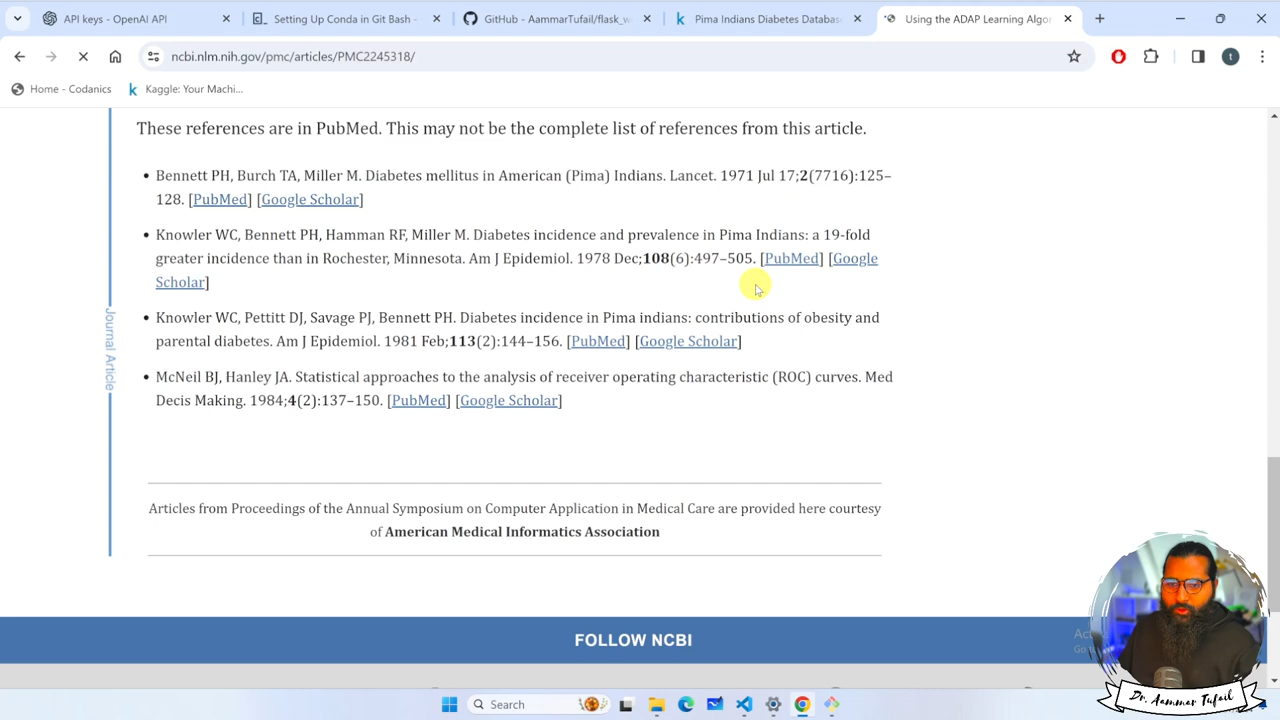 API keys - OpenAI API
Setting Up Conda in Git Bash -
GitHub - AammarTufail/flask_w
Pima Indians Diabetes Databas
Using the ADAP Learning Algor
ncbi.nlm.nih.gov/pmc/articles/PMC2245318/
t
Home - Codanics
Kaggle: Your Machi...
These references are in PubMed. This may not be the complete list of references from this article.
• Bennett PH, Burch TA, Miller M. Diabetes mellitus in American (Pima) Indians. Lancet. 1971 Jul 17;2(7716):125–
128. [PubMed] [Google Scholar]
• Knowler WC, Bennett PH, Hamman RF, Miller M. Diabetes incidence and prevalence in Pima Indians: a 19-fold
greater incidence than in Rochester, Minnesota. Am J Epidemiol. 1978 Dec;108(6):497–505. [PubMed] [Google
Scholar]
• Knowler WC, Pettitt DJ, Savage PJ, Bennett PH. Diabetes incidence in Pima indians: contributions of obesity and
parental diabetes. Am J Epidemiol. 1981 Feb;113(2):144–156. [PubMed] [Google Scholar]
• McNeil BJ, Hanley JA. Statistical approaches to the analysis of receiver operating characteristic (ROC) curves. Med
Decis Making. 1984;4(2):137–150. [PubMed] [Google Scholar]
Journal Article
Articles from Proceedings of the Annual Symposium on Computer Application in Medical Care are provided here courtesy
of American Medical Informatics Association
FOLLOW NCBI
Search
Dr. Aammar Tufail